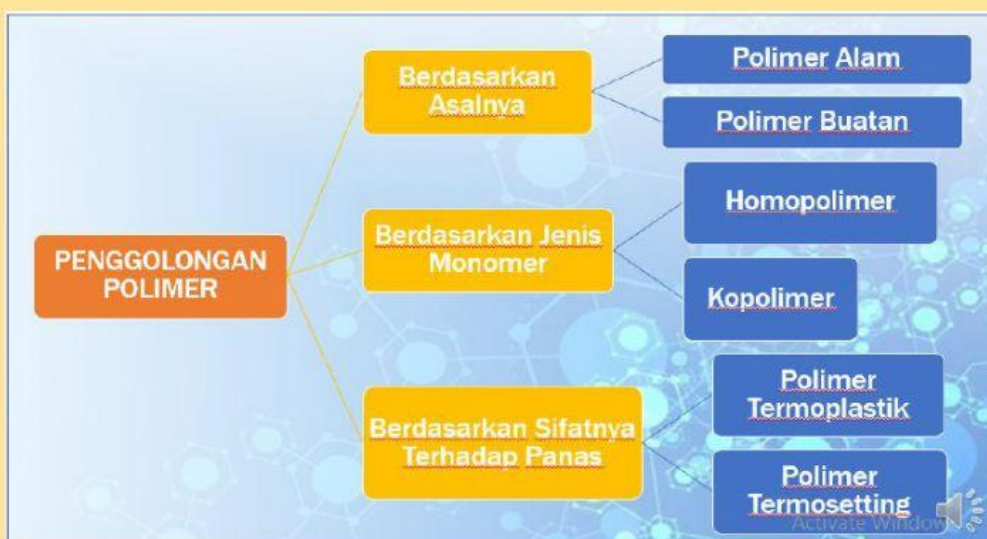 PENGGOLONGAN
POLIMER
Berdasarkan
Asalnya
Polimer Alam
Polimer Buatan
Berdasarkan Jenis
Monomer
Homopolimer
Kopolimer
Berdasarkan Sifatnya
Terhadap Panas
Polimer
Termoplastik
Polimer
Termosetting
Activate Window